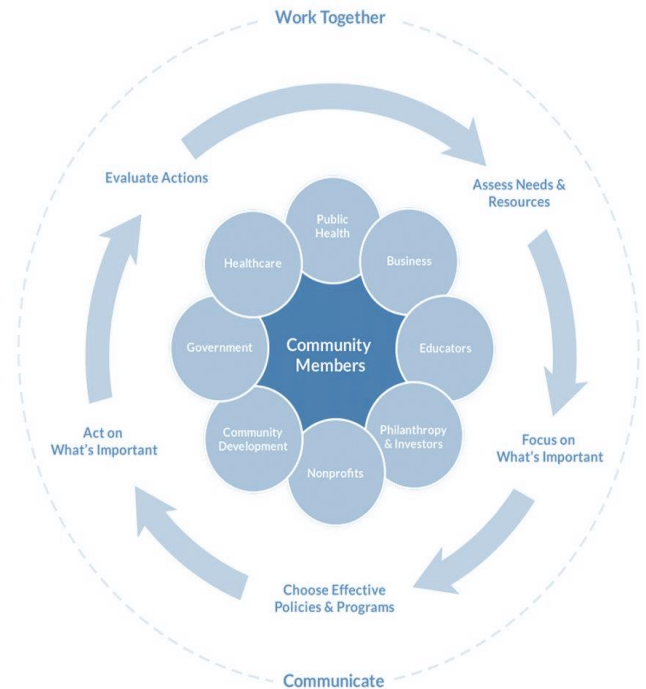 Work Together
Evaluate Actions
Assess Needs &
Resources
Public
Health
Healthcare
Business
Government
Community
Members
Educators
Community
Development
Philanthropy
& Investors
Nonprofits
Act on
What's Important
Focus on
What's Important
Choose Effective
Policies & Programs
Communicate